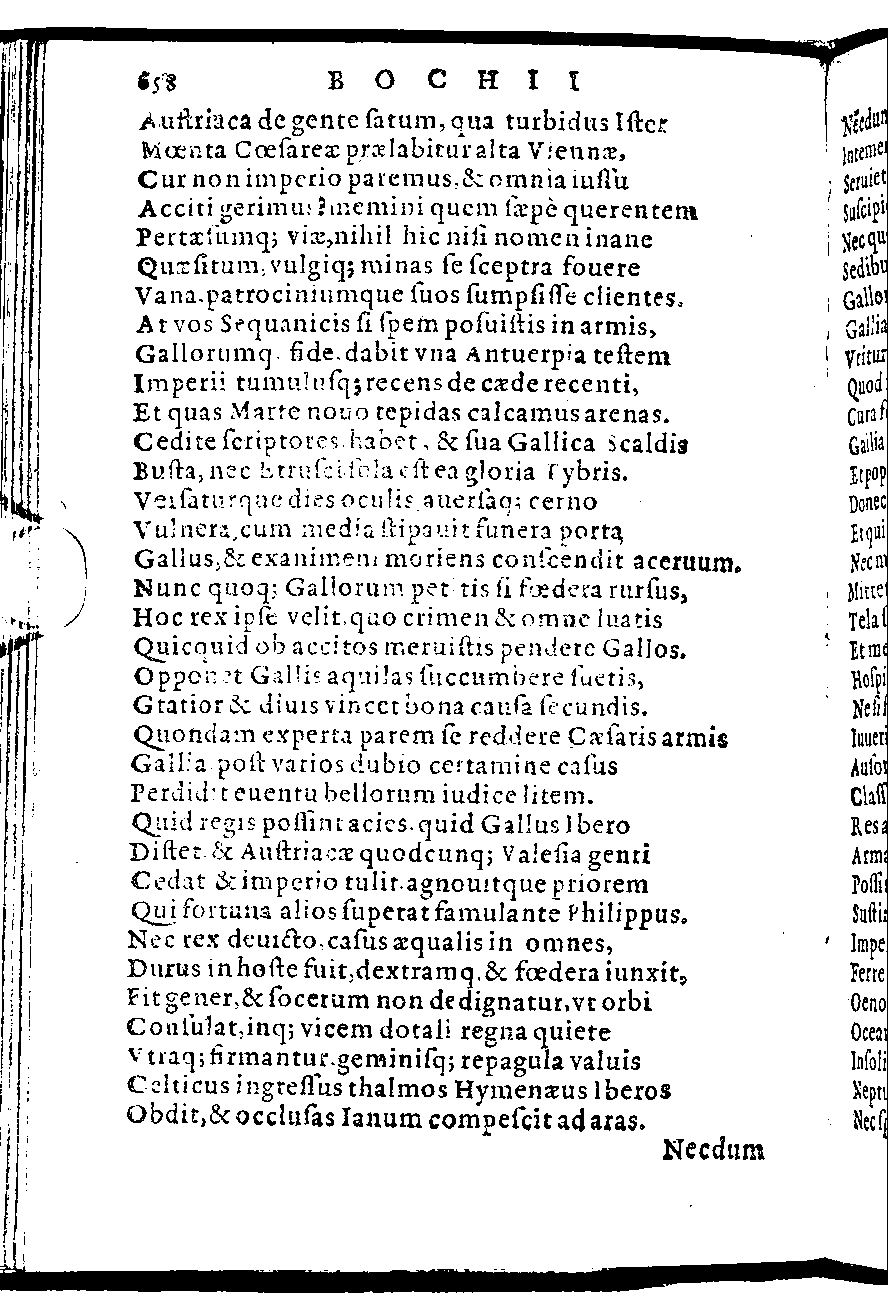 658 BOCHII
Auſtriaca de gente ſatum, qua turbidus Iſter
Mœnta Cœſareæ prælabitur alta Viennæ,
Cur non imperio paremus, & omnia iuſſu
Acciti gerimus? memini quem ſæpè querentem
Pertæſumq; viæ, nihil hic niſi nomen inane
Quæſitum, vulgiq; minas ſe ſceptra fouere
Vana, patrociniumque ſuos ſumpſiſſe clientes.
At vos Sequanicis ſi ſpem poſuiſtis in armis,
Gallorumq. fide, dabit vna Antuerpia teſtem
Imperii tumuluſq; recens de cæde recenti,
Et quas Marte nouo tepidas calcamus arenas.
Cedite ſcriptores, habet, & ſua Gallica Scaldis
Buſta, nec Etruſci ſola eſt ea gloria Tybris.
Verſaturque dies oculis, auerſaq; cerno
Vulnera, cum media ſtipauit funera porta
Gallus, & exanimem moriens conſcendit aceruum.
Nunc quoq; Gallorum petitis ſi fœdera rurſus,
Hoc rex ipſe velit, quo crimen & omne luatis
Quicquid ob accitos meruiſtis pendere Gallos.
Opponet Gallis aquilas ſuccumbere ſuetis,
Gratior & diuis vincet bona cauſa ſecundis.
Quondam experta parem ſe reddere Cæſaris armis
Gallia poſt varios dubio certamine caſus
Perdidit euentu bellorum iudice litem.
Quid regis poſſint acies, quid Gallus Ibero
Diſtet & Auſtriacæ quodcunq; Valeſia genti
Cedat & imperio tulit, agnouitque priorem
Qui fortuna alios ſuperat famulante Philippus.
Nec rex deuicto, caſus æqualis in omnes,
Durus in hoſte fuit, dextramq. & fœdera iunxit,
Fit gener, & ſocerum non dedignatur, vt orbi
Conſulat, inq; vicem dotali regna quiete
Vtraq; firmantur, geminiſq; repagula valuis
Celticus ingreſſus thalmos Hymenæus Iberos
Obdit, & occluſas Ianum compeſcit ad aras.
Necdum
Necdum
Seruiet
Nec qu
Sedibu
Gallor
Gallia
Vtitur
Quod
Cura ſ
Gallia
Et pop
Donec
Et qui
Nec n
Mitte
Tela ſ
Et me
Hoſpi
Auſo
Claſſ
Res a
Arma
Poſſi
Suſti
Impe
Ferre
Oeno
Ocea
Inſoli
Neptu
Nec ſ